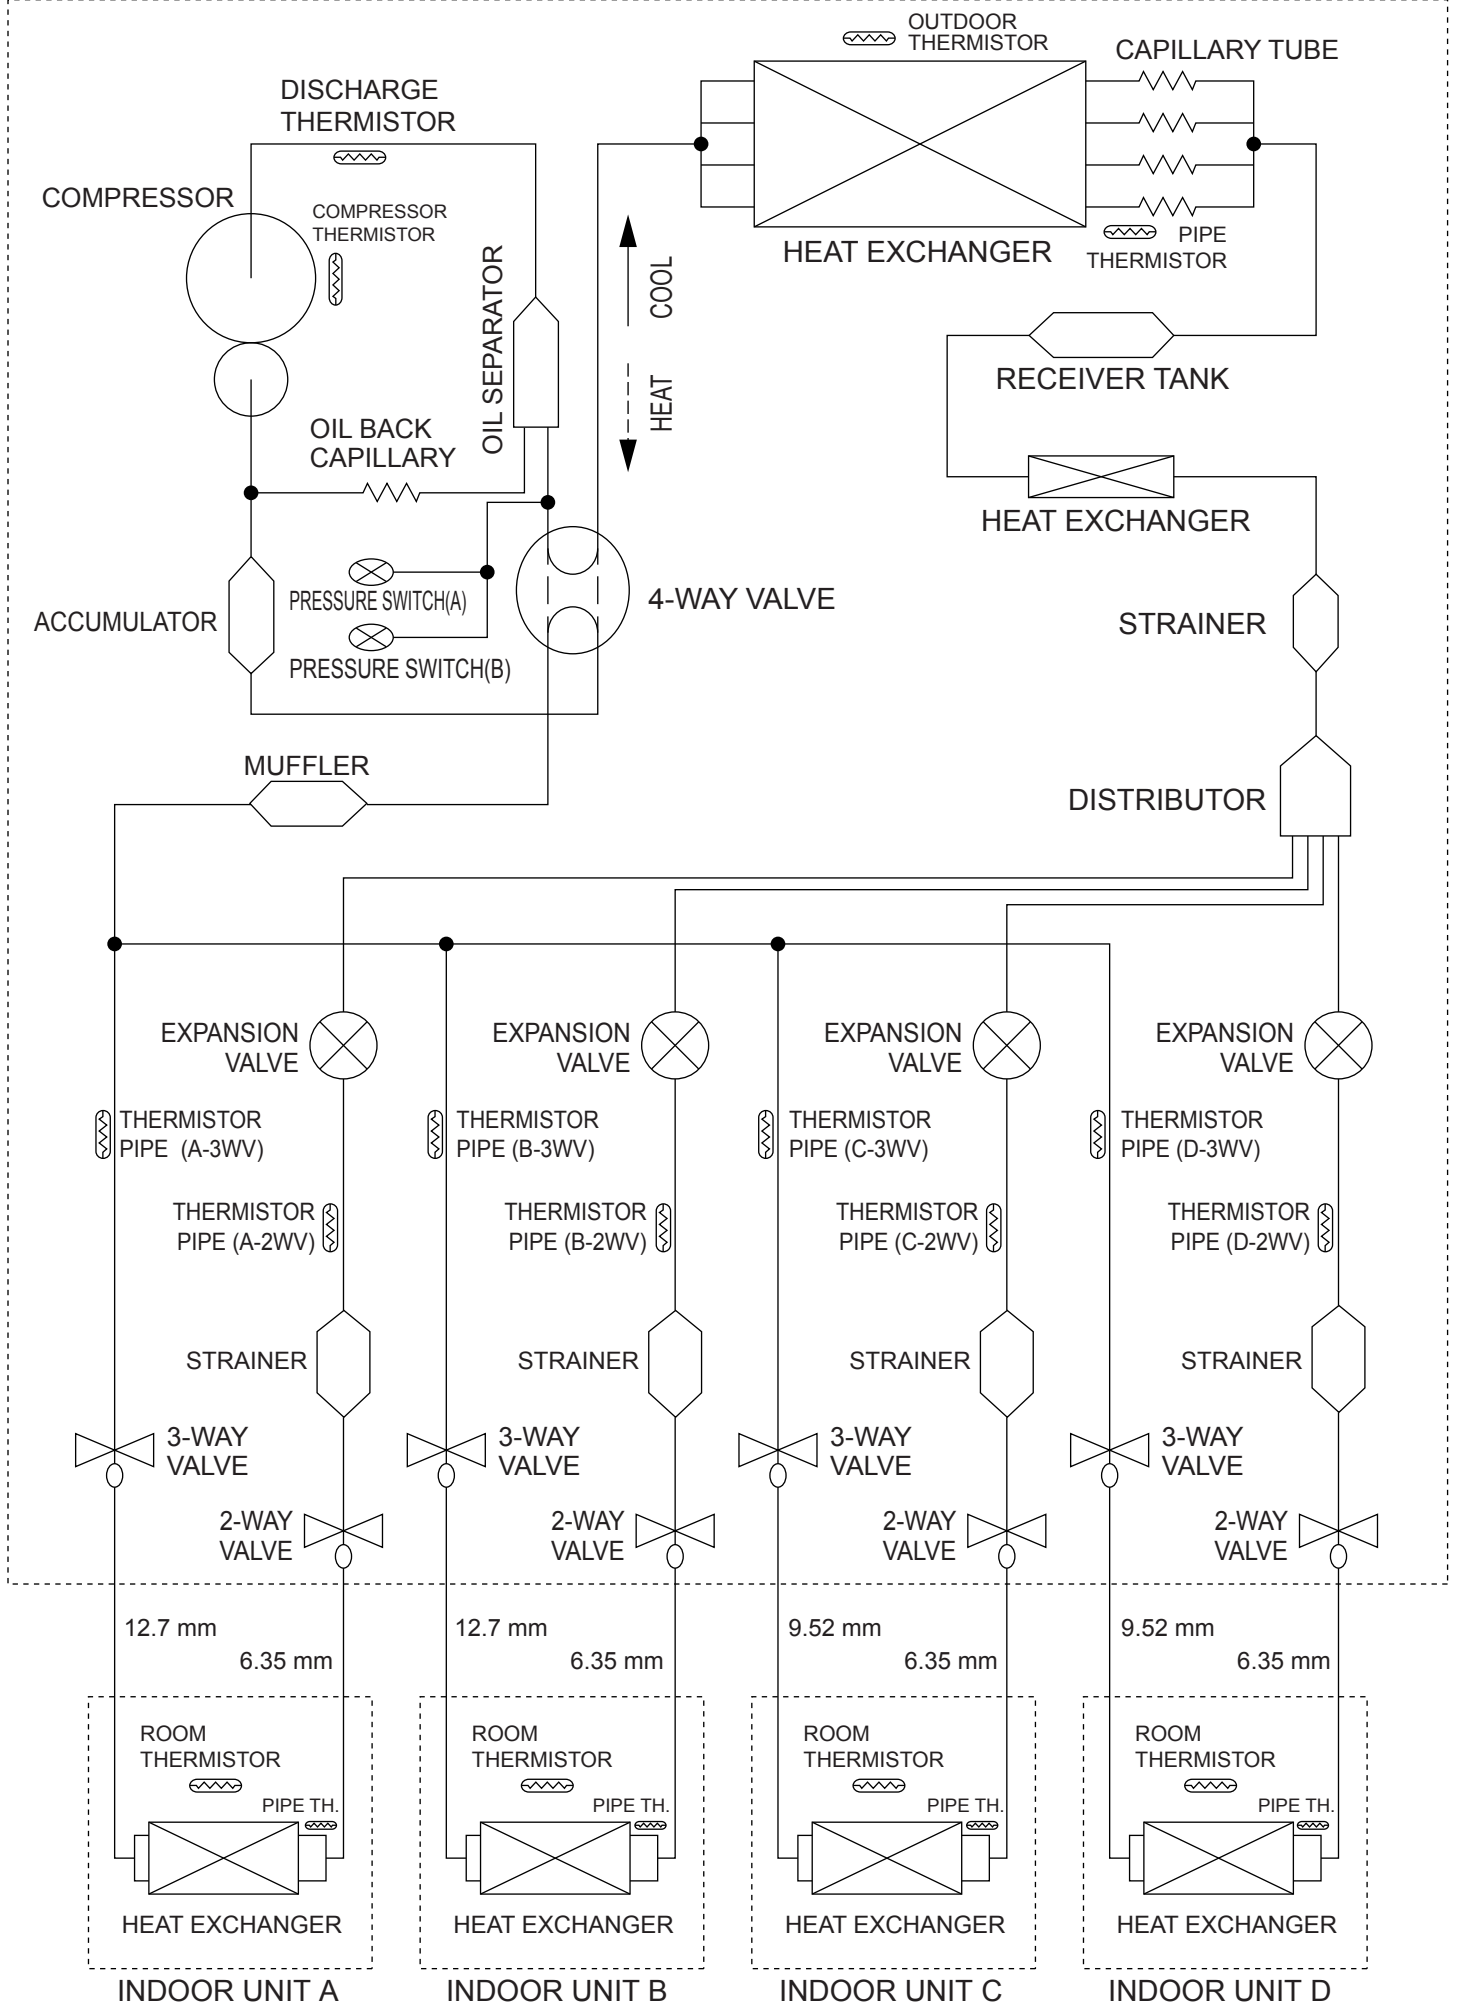 OUTDOOR
THERMISTOR
CAPILLARY TUBE
DISCHARGE
THERMISTOR
COMPRESSOR
COMPRESSOR
THERMISTOR
PIPE
THERMISTOR
HEAT EXCHANGER
OIL SEPARATOR
COOL
HEAT
RECEIVER TANK
OIL BACK
CAPILLARY
HEAT EXCHANGER
PRESSURE SWITCH(A)
4-WAY VALVE
ACCUMULATOR
STRAINER
PRESSURE SWITCH(B)
MUFFLER
DISTRIBUTOR
EXPANSION
VALVE
EXPANSION
VALVE
EXPANSION
VALVE
EXPANSION
VALVE
THERMISTOR
PIPE (A-3WV)
THERMISTOR
PIPE (B-3WV)
THERMISTOR
PIPE (C-3WV)
THERMISTOR
PIPE (D-3WV)
THERMISTOR
PIPE (A-2WV)
THERMISTOR
PIPE (B-2WV)
THERMISTOR
PIPE (C-2WV)
THERMISTOR
PIPE (D-2WV)
STRAINER
STRAINER
STRAINER
STRAINER
3-WAY
VALVE
3-WAY
VALVE
3-WAY
VALVE
3-WAY
VALVE
2-WAY
VALVE
2-WAY
VALVE
2-WAY
VALVE
2-WAY
VALVE
12.7 mm
12.7 mm
9.52 mm
9.52 mm
6.35 mm
6.35 mm
6.35 mm
6.35 mm
ROOM
THERMISTOR
ROOM
THERMISTOR
ROOM
THERMISTOR
ROOM
THERMISTOR
PIPE TH.
PIPE TH.
PIPE TH.
PIPE TH.
HEAT EXCHANGER
HEAT EXCHANGER
HEAT EXCHANGER
HEAT EXCHANGER
INDOOR UNIT A
INDOOR UNIT B
INDOOR UNIT C
INDOOR UNIT D